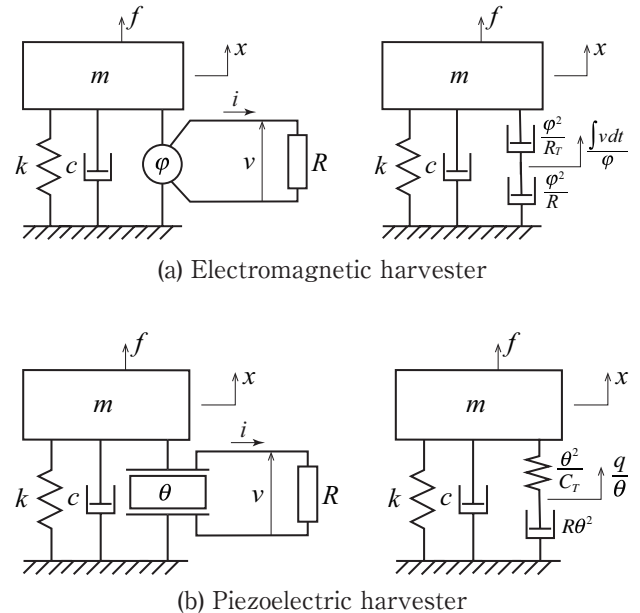 f
f
x
x
m
m
i
k
c
φ
v
R
k
c
φ²/R_T
∫vdt/φ
φ²/R
(a) Electromagnetic harvester
f
f
x
x
m
m
i
k
c
θ
v
R
k
c
θ²/C_T
q/θ
Rθ²
(b) Piezoelectric harvester